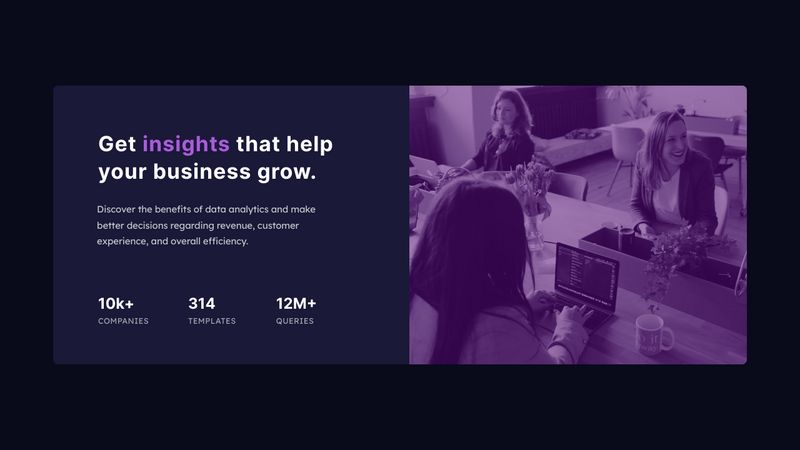 Get insights that help
your business grow.
Discover the benefits of data analytics and make
better decisions regarding revenue, customer
experience, and overall efficiency.
10k+ 314 12M+
COMPANIES TEMPLATES QUERIES